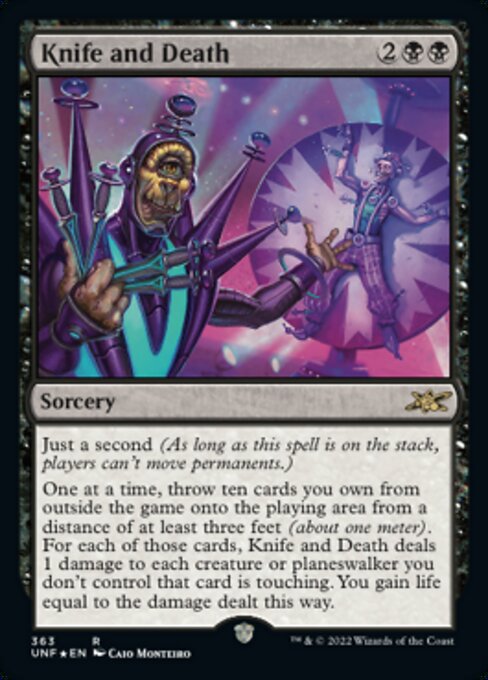 Knife and Death 2
Sorcery
Just a second (As long as this spell is on the stack,
players can't move permanents.)
One at a time, throw ten cards you own from
outside the game onto the playing area from a
distance of at least three feet (about one meter).
For each of those cards, Knife and Death deals
1 damage to each creature or planeswalker you
don't control that card is touching. You gain life
equal to the damage dealt this way.
363 R
UNF★EN Caio Monteiro
™ & © 2022 Wizards of the Coast